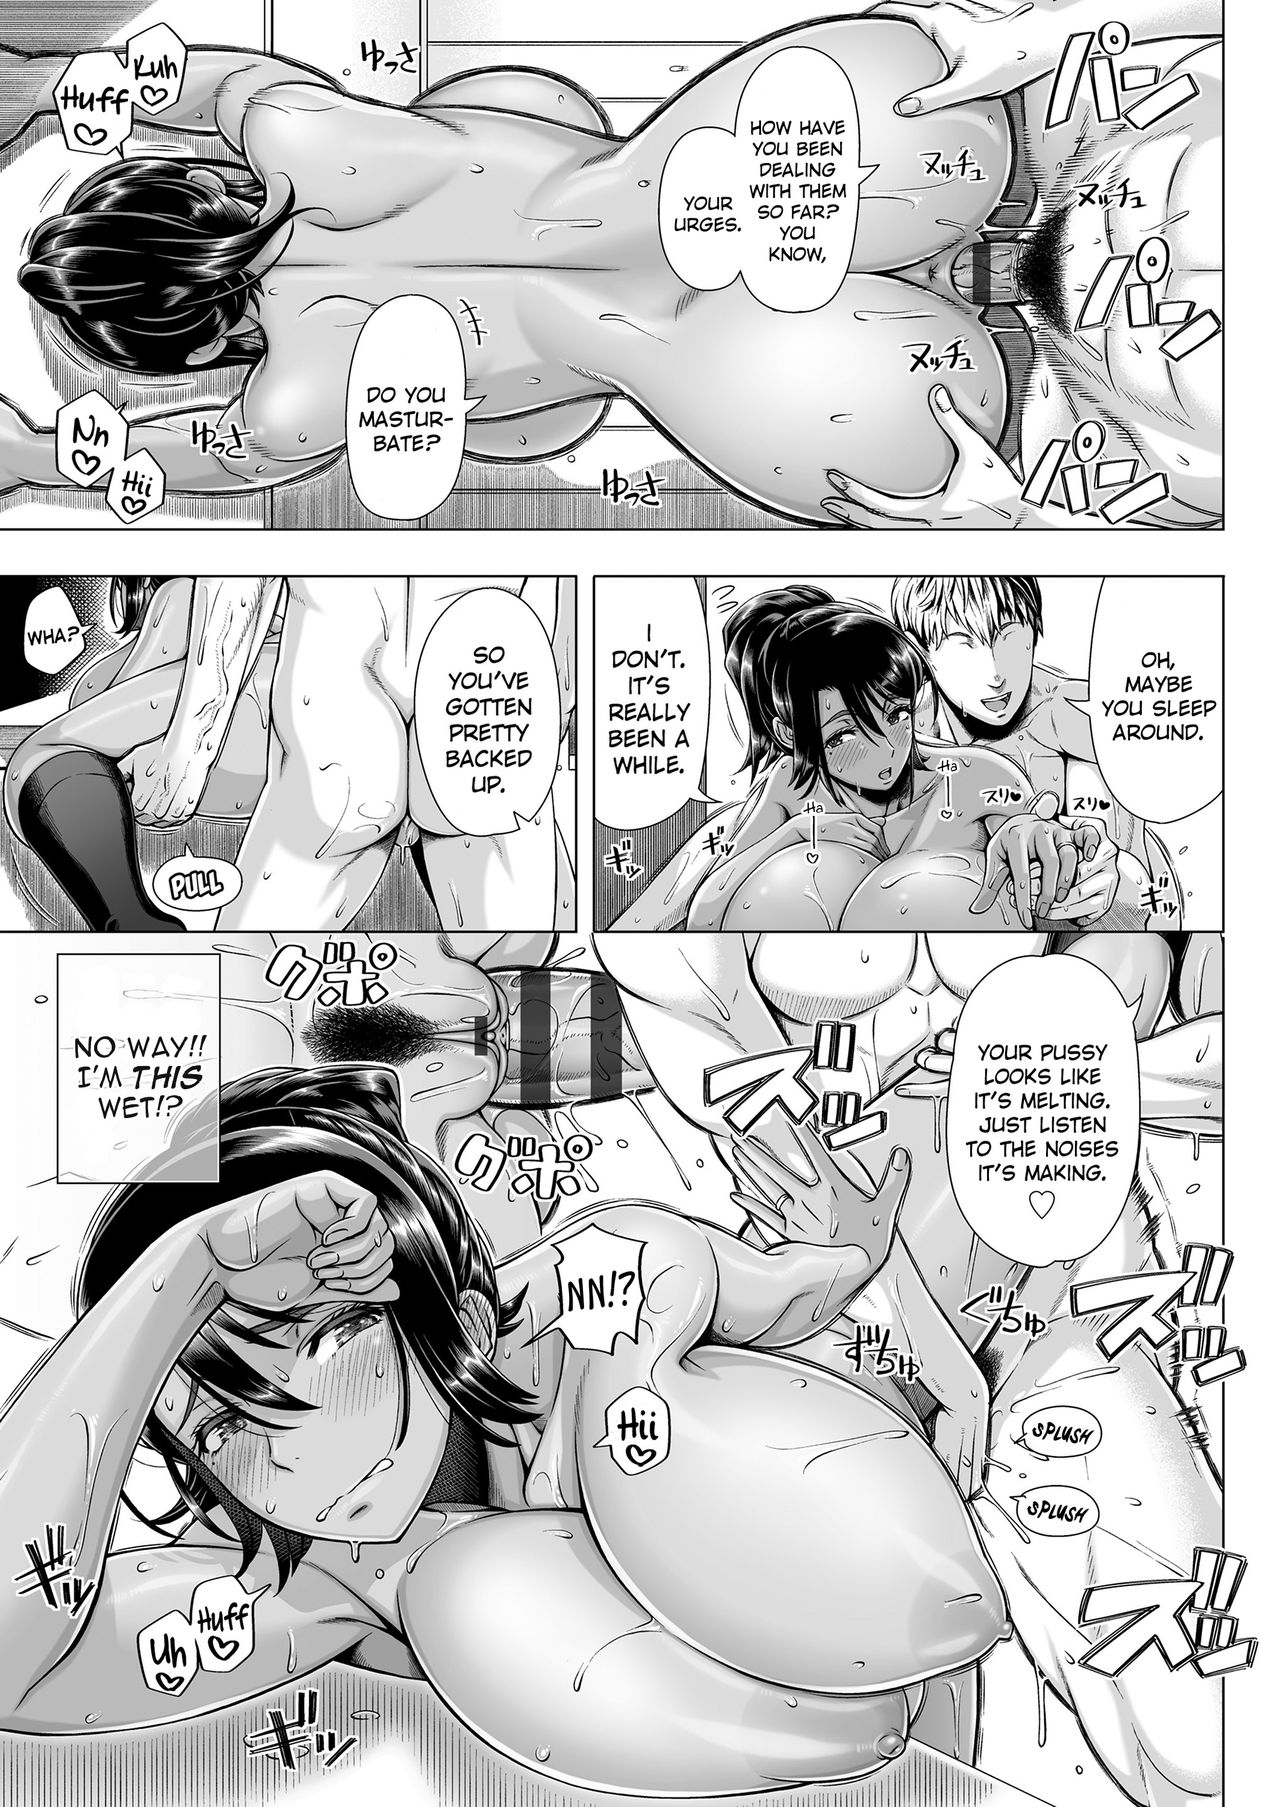 パン
パン
Kuh ♡
Huff ♡
ゆっさ
HOW HAVE
YOU BEEN
DEALING
WITH THEM
SO FAR?
YOU
KNOW,
YOUR
URGES.
ヌッチュ
ヌッチュ
ヌッチュ
パン
パン
DO YOU
MASTUR-
BATE?
Nn ♡
Hii ♡
ゆっさ
ゆっさ
OH,
MAYBE
YOU SLEEP
AROUND.
I
DON'T.
IT'S
REALLY
BEEN A
WHILE.
Ha ♡
Ha ♡
スリ♥
スリ♥
ギッ
ギッ
ギッ
SO
YOU'VE
GOTTEN
PRETTY
BACKED
UP.
WHA?
PULL
YOUR PUSSY
LOOKS LIKE
IT'S MELTING.
JUST LISTEN
TO THE NOISES
IT'S MAKING.
♡
NO WAY!!
I'M THIS
WET!?
グポ
グポ
ズッ
ズッ
ズッ
NN!?
Hii ♡
ぐちゅ
ずちゅ
SPLUSH
SPLUSH
ギッ
ギッ
Huff ♡
Uh ♡